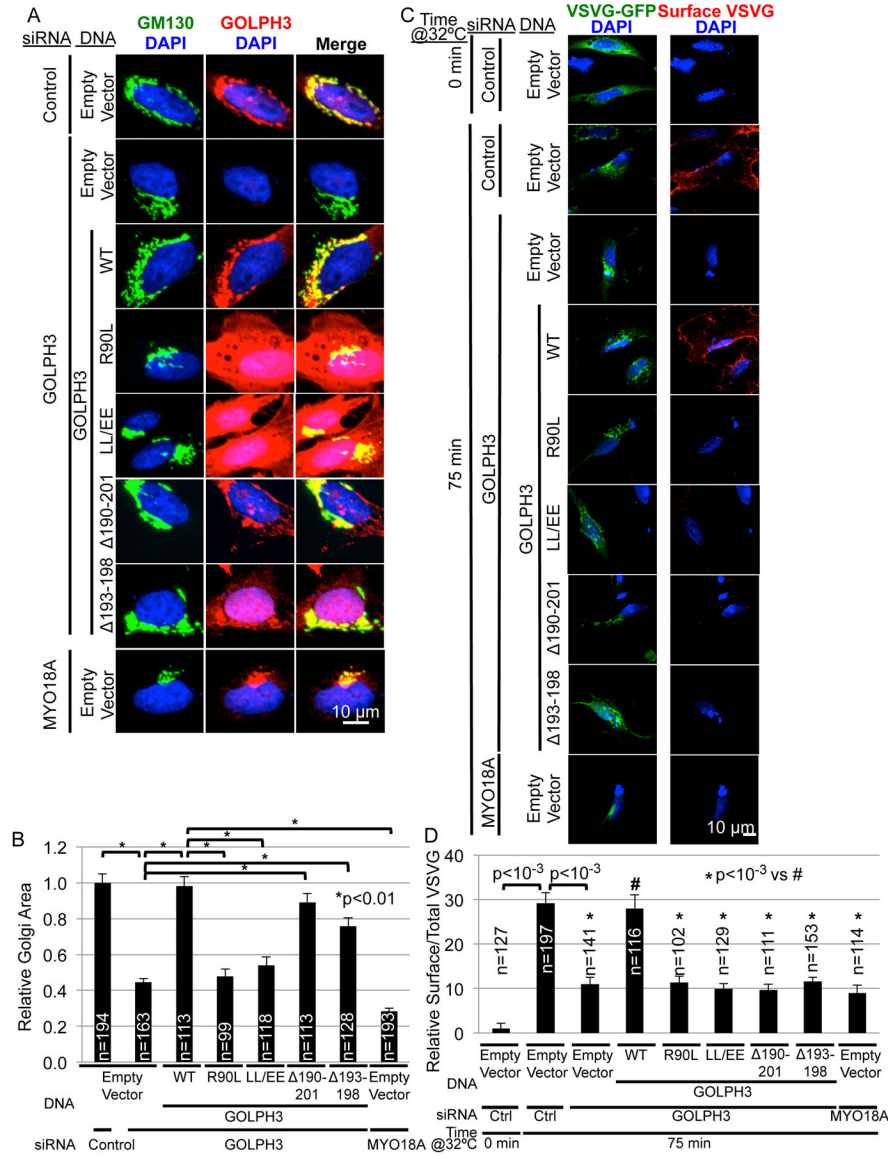 A
siRNA DNA GM130 DAPI GOLPH3 DAPI Merge
Control Empty Vector
GOLPH3 Empty Vector
GOLPH3 WT
R90L
LL/EE
Δ190-201
Δ193-198
MYO18A Empty Vector
10 µm
B
Relative Golgi Area
1.2
1.0
0.8
0.6
0.4
0.2
0.0
* * * * * * * *
*p<0.01
n=194 n=163 n=113 n=99 n=118 n=113 n=128 n=193
Empty Vector WT R90L LL/EE Δ190-201 Δ193-198 Empty Vector
DNA GOLPH3
siRNA Control GOLPH3 MYO18A
C
Time @32ºC siRNA DNA VSVG-GFP DAPI Surface VSVG DAPI
0 min Control Empty Vector
75 min Control Empty Vector
GOLPH3 Empty Vector
GOLPH3 WT
R90L
LL/EE
Δ190-201
Δ193-198
MYO18A Empty Vector
10 µm
D
Relative Surface/Total VSVG
40
30
20
10
0
p<10-3 p<10-3 # * p<10-3 vs #
* * * * * *
n=127 n=197 n=141 n=116 n=102 n=129 n=111 n=153 n=114
Empty Vector Empty Vector Empty Vector WT R90L LL/EE Δ190-201 Δ193-198 Empty Vector
DNA GOLPH3
siRNA Ctrl Ctrl GOLPH3 MYO18A
Time @32ºC 0 min 75 min